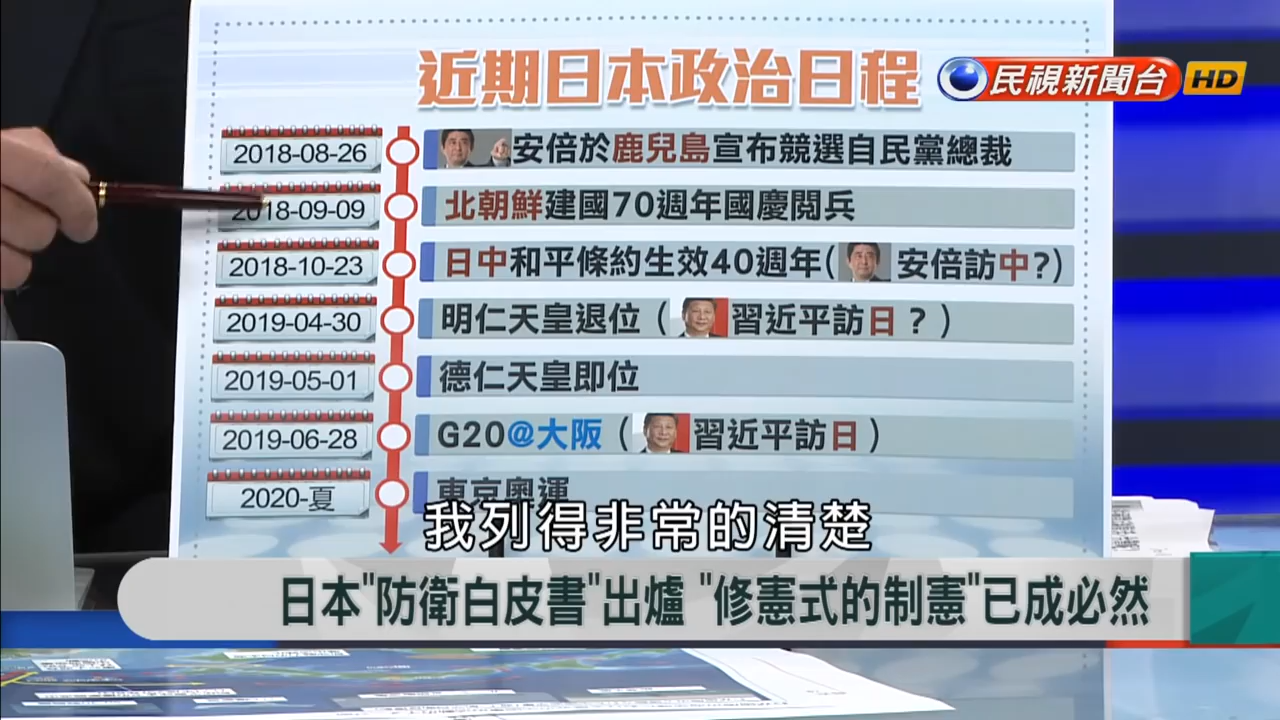 近期日本政治日程
民視新聞台 HD
2018-08-26 安倍於鹿兒島宣布競選自民黨總裁
2018-09-09 北朝鮮建國70週年國慶閱兵
2018-10-23 日中和平條約生效40週年(安倍訪中?)
2019-04-30 明仁天皇退位(習近平訪日?)
2019-05-01 德仁天皇即位
2019-06-28 G20@大阪(習近平訪日)
2020-夏 東京奧運
我列得非常的清楚
日本"防衛白皮書"出爐 "修憲式的制憲"已成必然